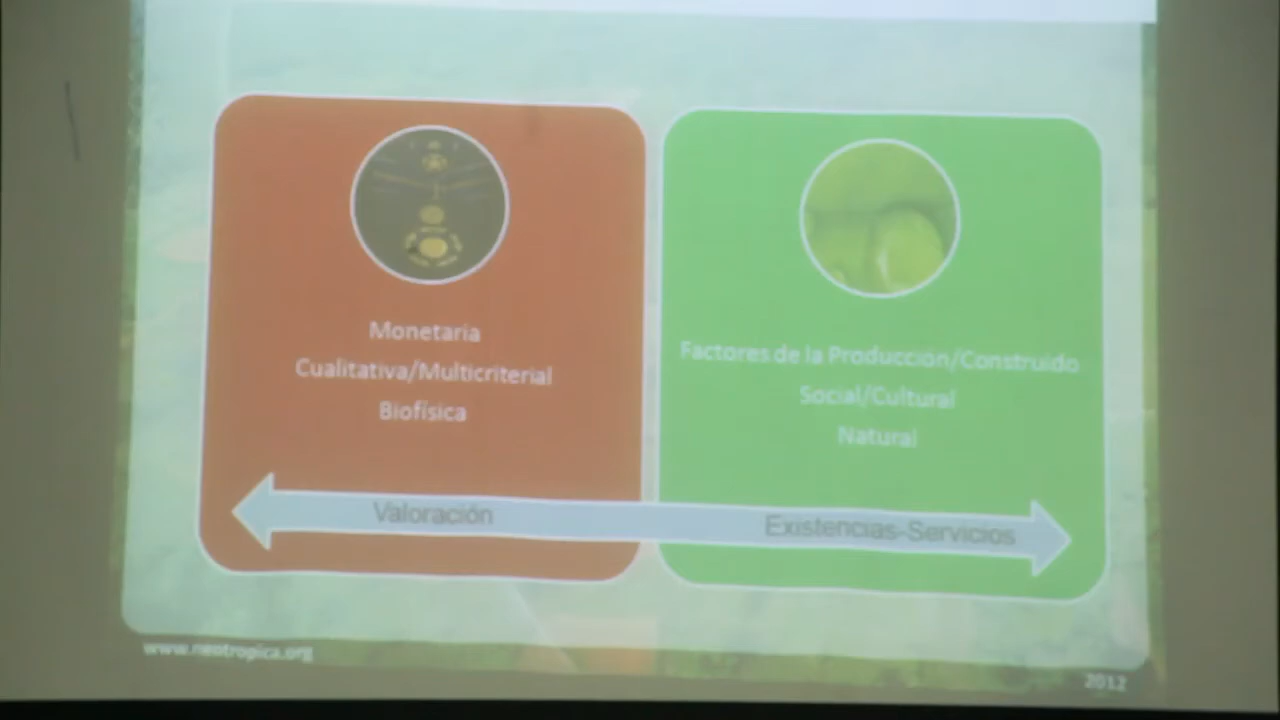 Monetaria
Cualitativa/Multicriterial
Biofísica
Factores de la Producción/Construido
Social/Cultural
Natural
Valoración
Existencias-Servicios
www.neotropica.org
2012